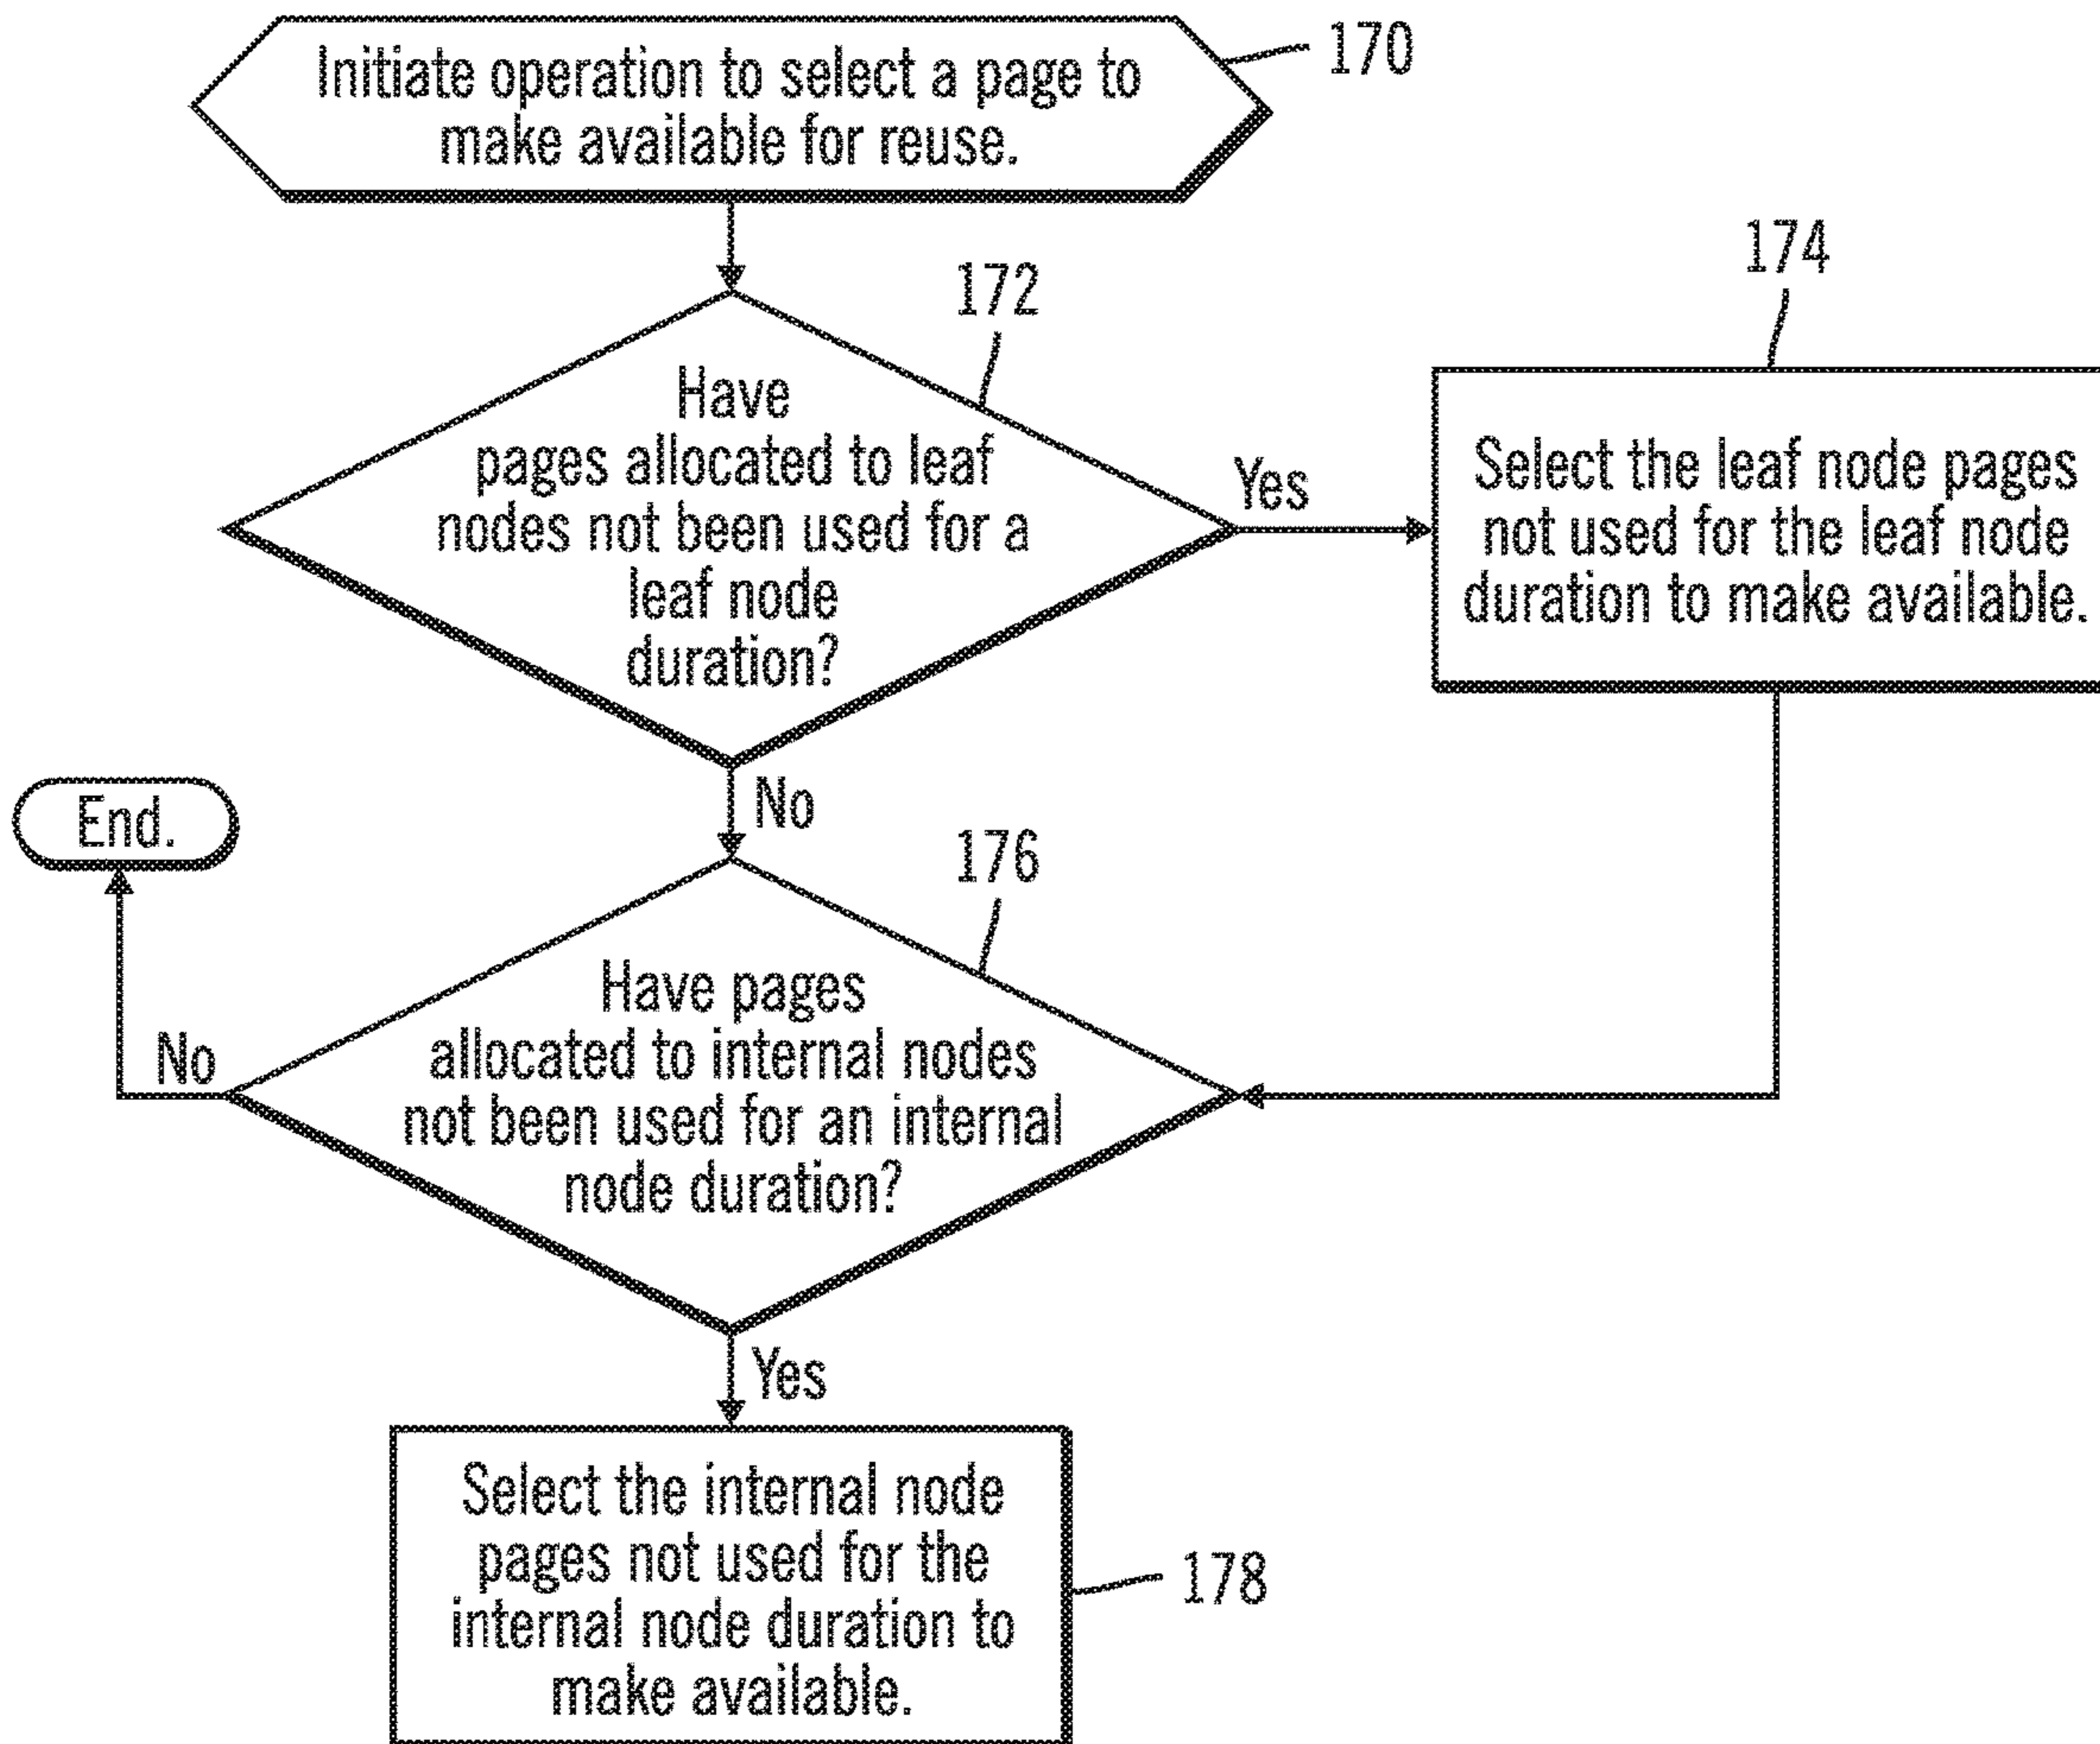 Initiate operation to select a page to
make available for reuse.
170
172
Have
pages allocated to leaf
nodes not been used for a
leaf node
duration?
Yes
174
Select the leaf node pages
not used for the leaf node
duration to make available.
No
End.
176
Have pages
allocated to internal nodes
not been used for an internal
node duration?
No
Yes
Select the internal node
pages not used for the
internal node duration to
make available.
178